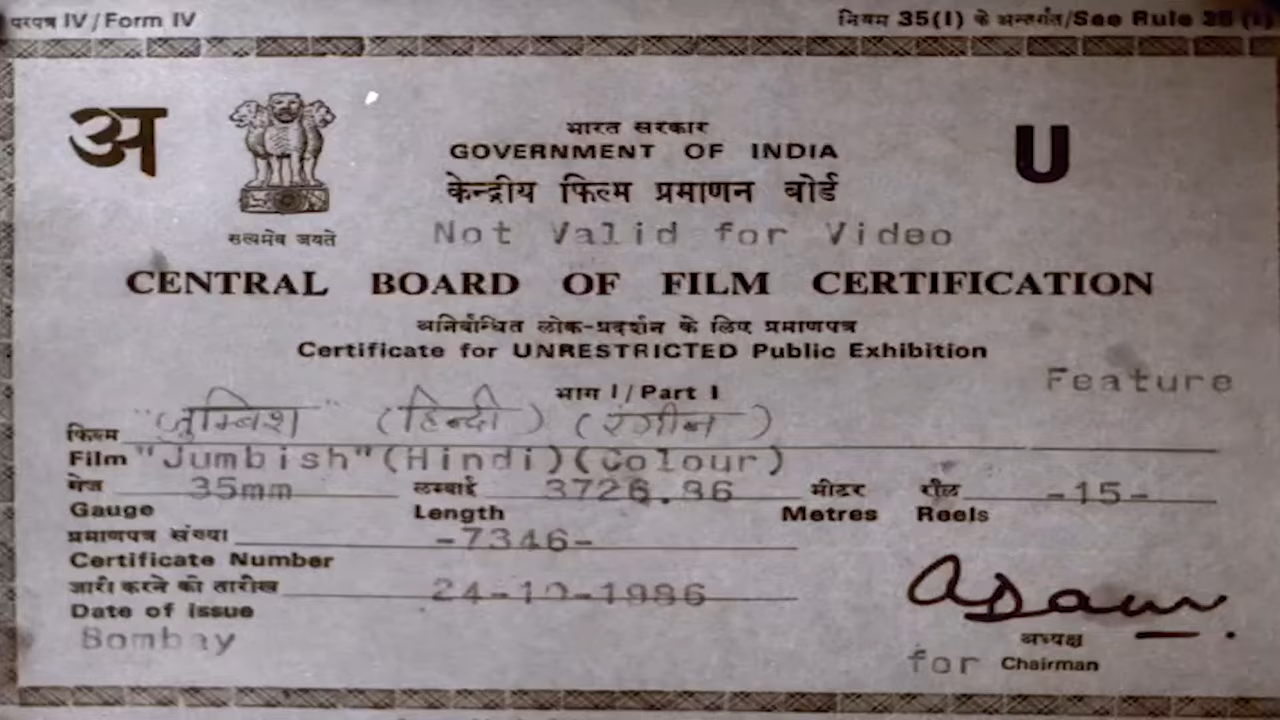 परपत्र IV / Form IV
नियम 35(I) के अन्तर्गत/See Rule 35 (I)
अ
U
भारत सरकार
GOVERNMENT OF INDIA
केन्द्रीय फिल्म प्रमाणन बोर्ड
सत्यमेव जयते
Not Valid for Video
CENTRAL BOARD OF FILM CERTIFICATION
अनिर्बन्धित लोक-प्रदर्शन के लिए प्रमाणपत्र
Certificate for UNRESTRICTED Public Exhibition
Feature
भाग I / Part I
फिल्म "जुम्बिश" (हिन्दी) (रंगीन)
Film "Jumbish"(Hindi)(Colour)
गेज 35mm लम्बाई 3726.96 मीटर रील -15-
Gauge Length Metres Reels
प्रमाणपत्र संख्या -7346-
Certificate Number
जारी करने को तारीख 24-10-1986
Date of issue
Bombay
अध्यक्ष
for Chairman